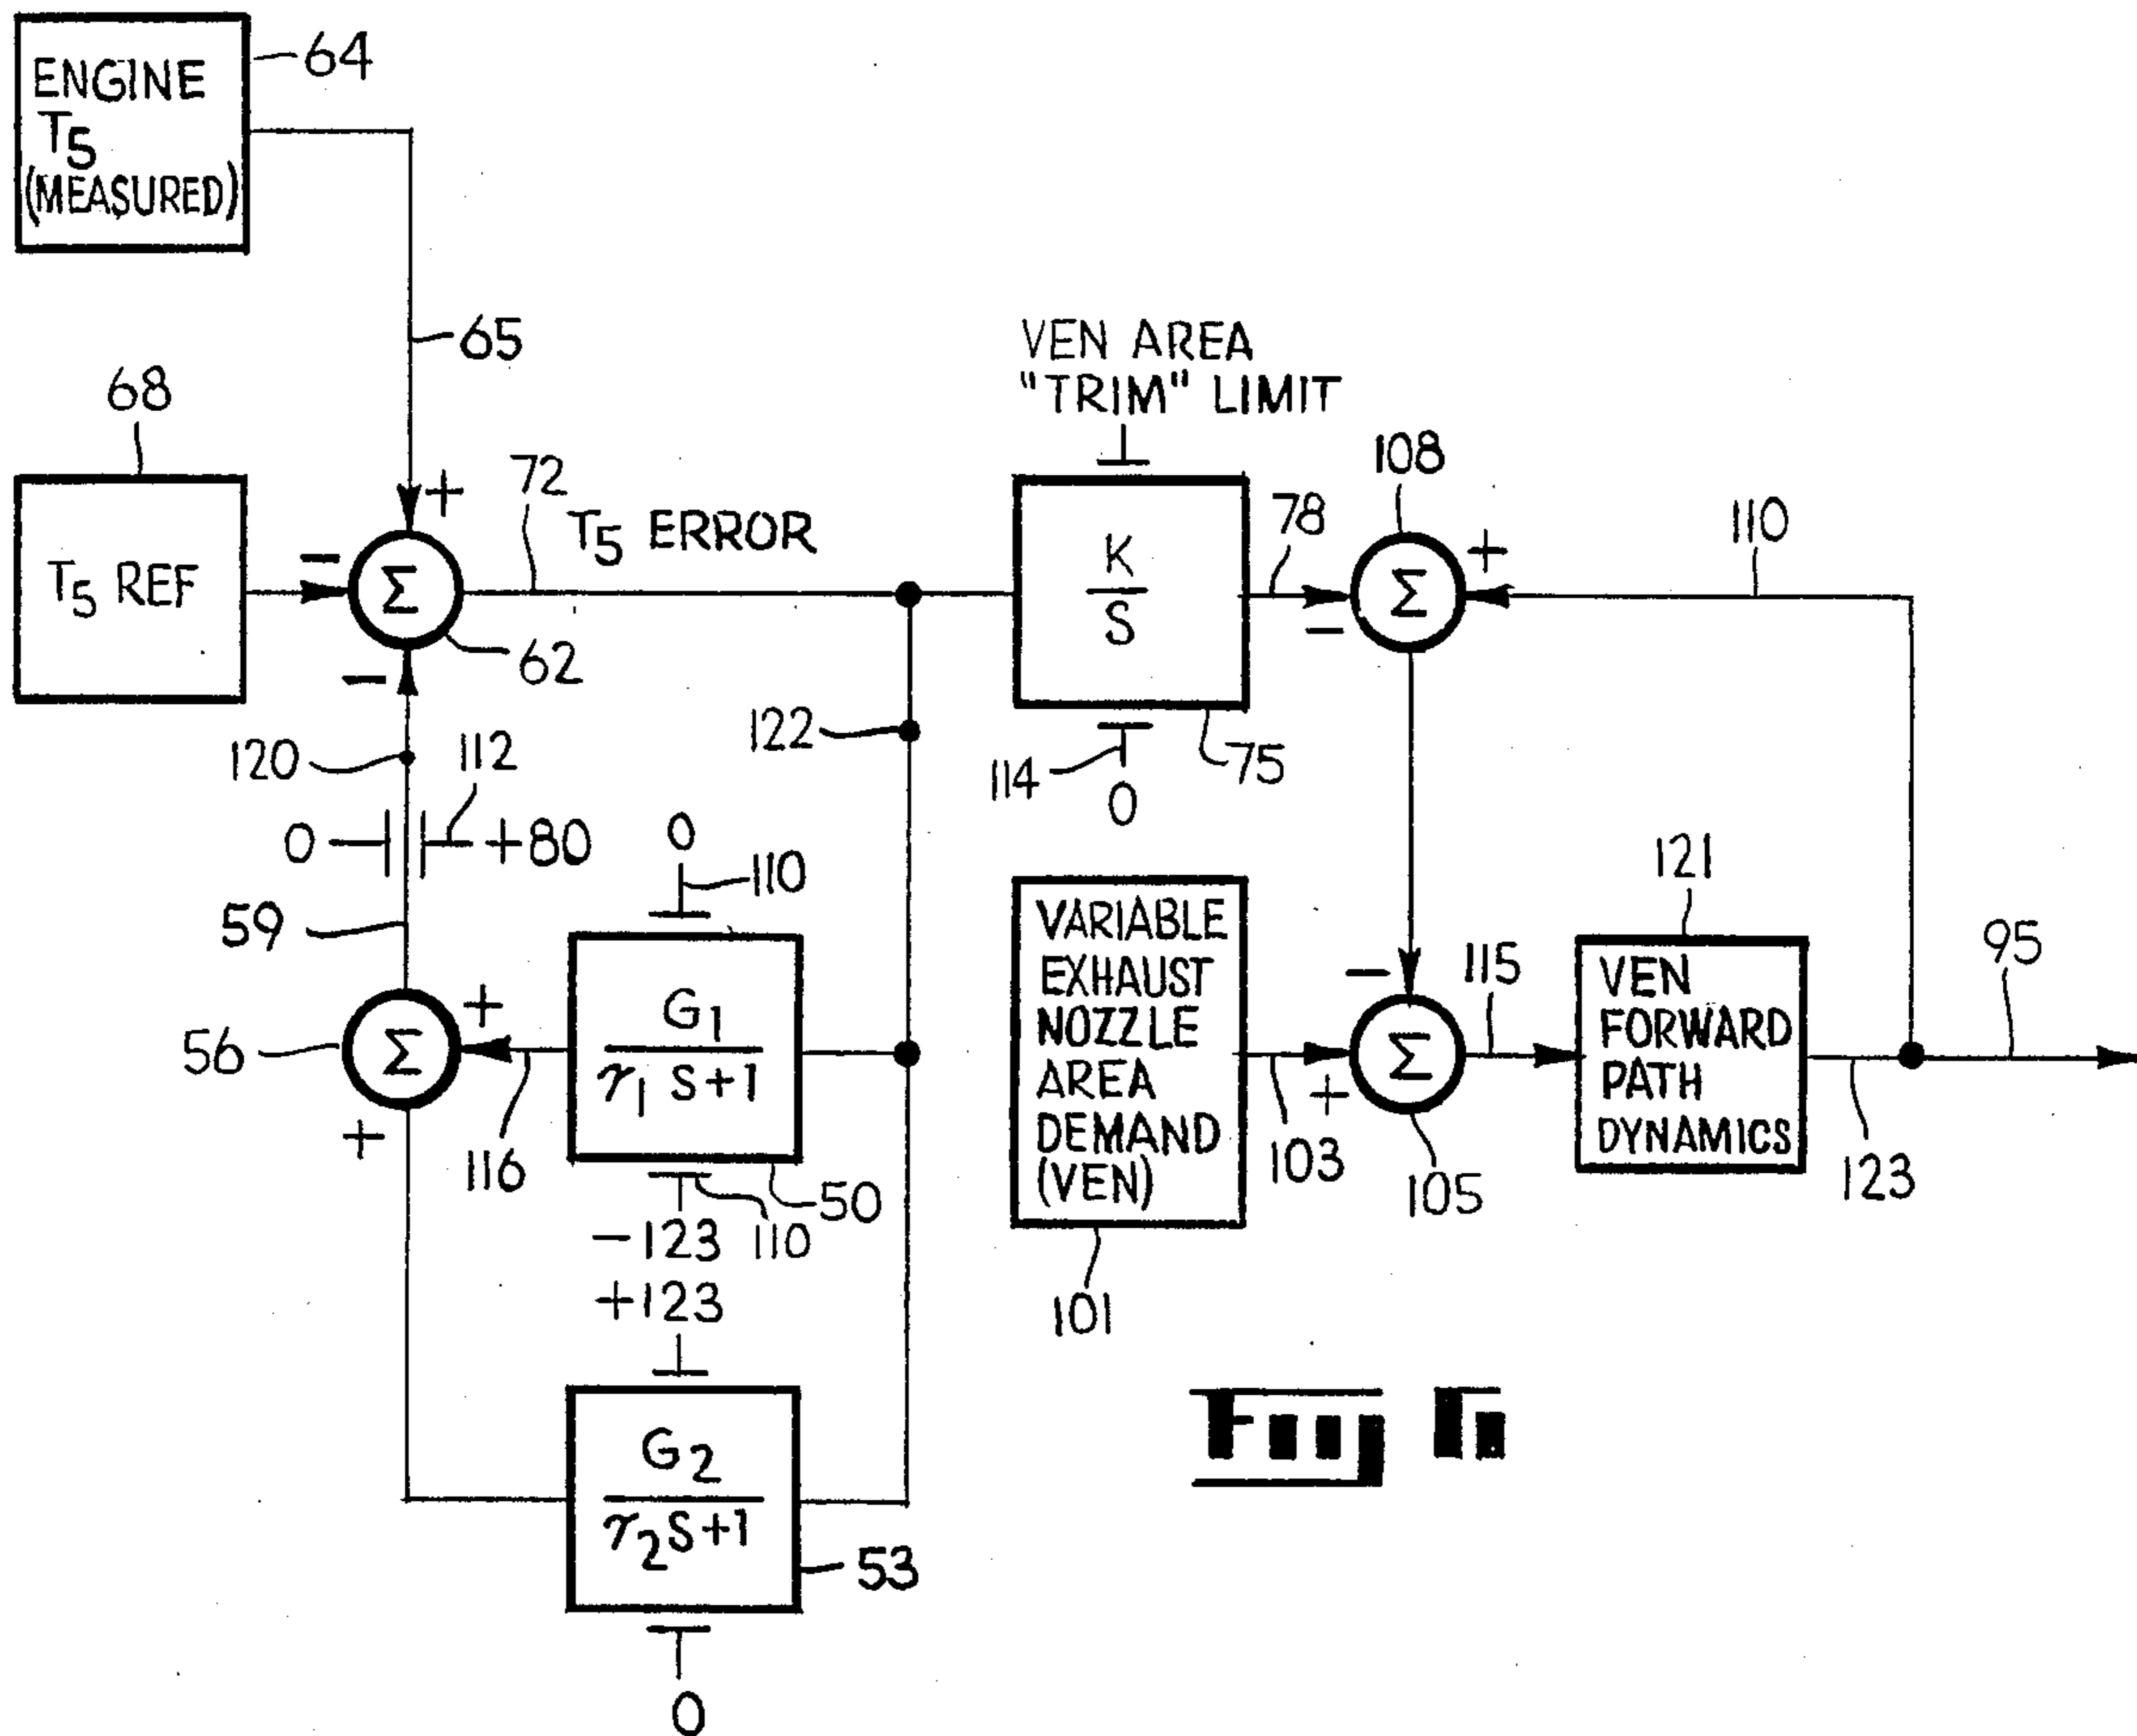 ENGINE
T5
(MEASURED)
64
65
68
T5 REF
+
-
-
Σ
62
72
T5 ERROR
VEN AREA
"TRIM" LIMIT
K
S
75
114
0
78
-
108
Σ
+
110
122
120
112
0
+80
59
56
Σ
+
+
116
0
110
G1
τ1 S+1
50
110
-123
+123
G2
τ2 S+1
53
0
VARIABLE
EXHAUST
NOZZLE
AREA
DEMAND
(VEN)
101
103
+
-
Σ
105
115
121
VEN
FORWARD
PATH
DYNAMICS
123
95